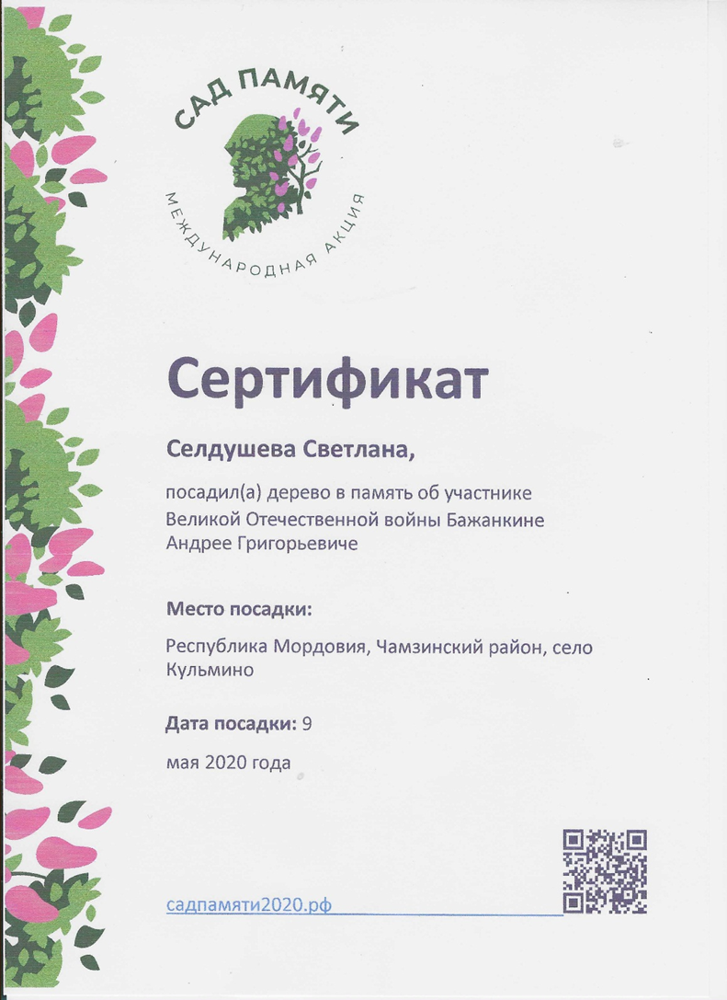 САД ПАМЯТИ
МЕЖДУНАРОДНАЯ АКЦИЯ
Сертификат
Селдушева Светлана,
посадил(а) дерево в память об участнике
Великой Отечественной войны Бажанкине
Андрее Григорьевиче
Место посадки:
Республика Мордовия, Чамзинский район, село
Кульмино
Дата посадки: 9
мая 2020 года
садпамяти2020.рф